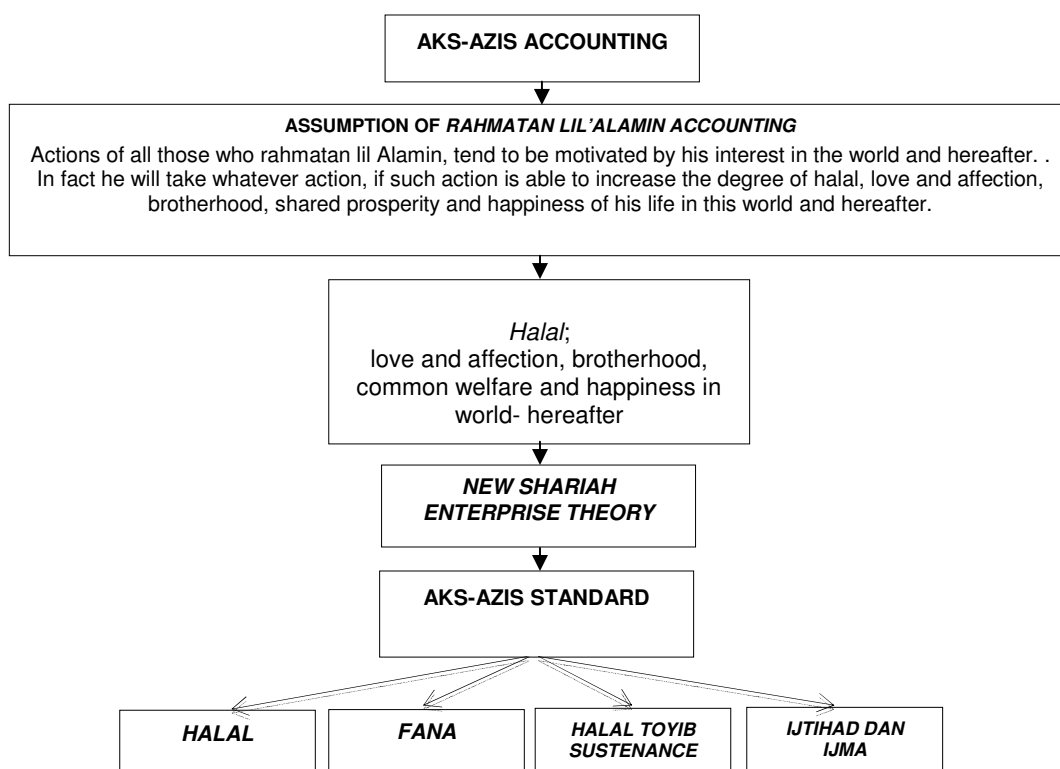 AKS-AZIS ACCOUNTING
ASSUMPTION OF RAHMATAN LIL'ALAMIN ACCOUNTING
Actions of all those who rahmatan lil Alamin, tend to be motivated by his interest in the world and hereafter. .
In fact he will take whatever action, if such action is able to increase the degree of halal, love and affection,
brotherhood, shared prosperity and happiness of his life in this world and hereafter.
Halal;
love and affection, brotherhood,
common welfare and happiness in
world- hereafter
NEW SHARIAH
ENTERPRISE THEORY
AKS-AZIS STANDARD
HALAL
FANA
HALAL TOYIB
SUSTENANCE
IJTIHAD DAN
IJMA